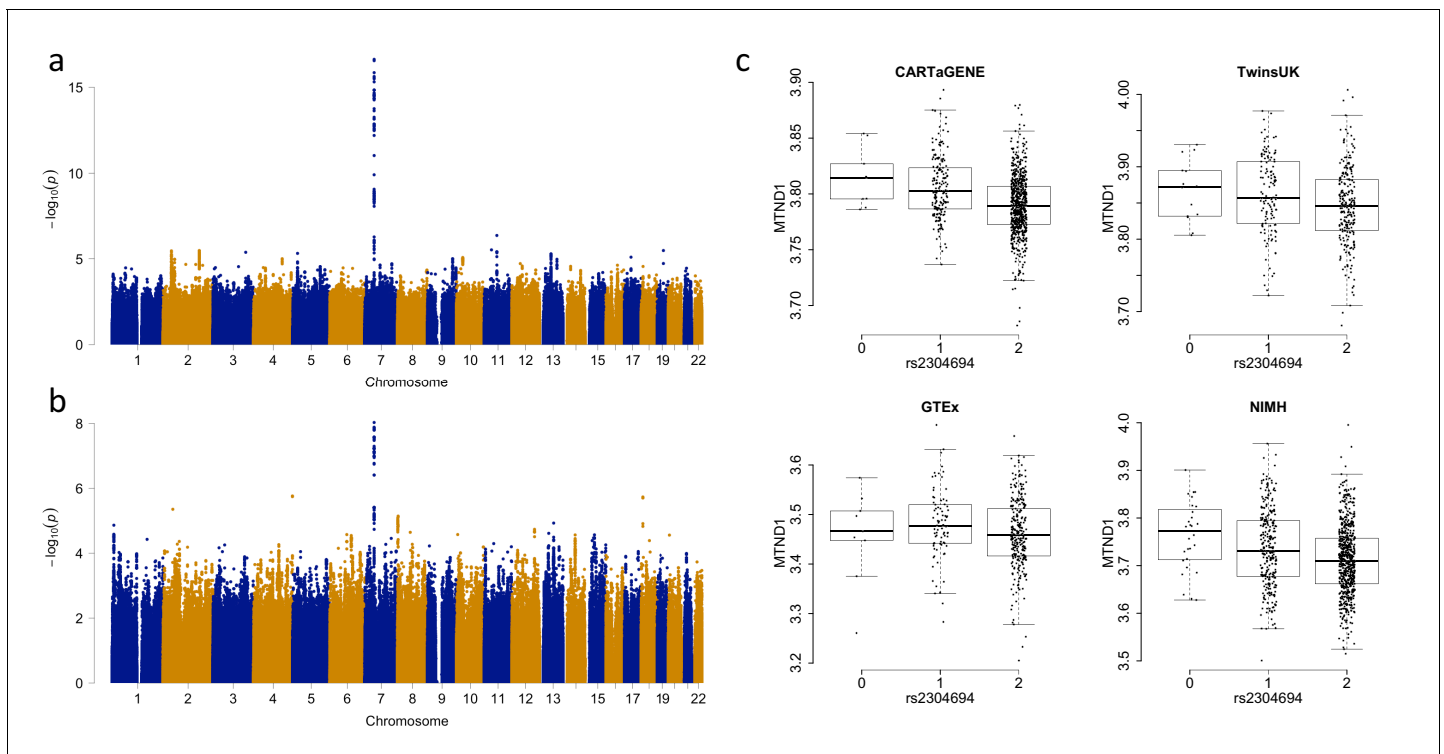 a
−log10(p)
15
10
5
0
1 2 3 4 5 6 7 8 9 10 11 12 13 15 17 19 22
Chromosome
b
−log10(p)
8
6
4
2
0
1 2 3 4 5 6 7 8 9 10 11 12 13 15 17 19 22
Chromosome
c
CARTaGENE
MTND1
3.90
3.85
3.80
3.75
3.70
0 1 2
rs2304694
TwinsUK
MTND1
4.00
3.90
3.80
3.70
0 1 2
rs2304694
GTEx
MTND1
3.6
3.5
3.4
3.3
3.2
0 1 2
rs2304694
NIMH
MTND1
4.0
3.9
3.8
3.7
3.6
3.5
0 1 2
rs2304694